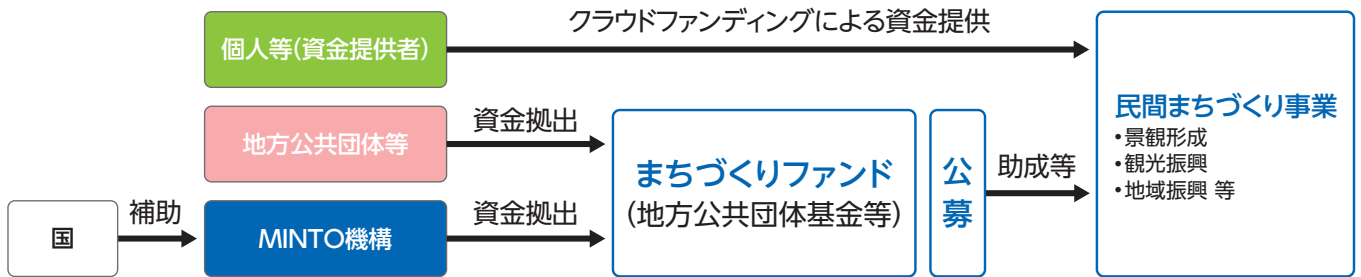 クラウドファンディングによる資金提供
個人等(資金提供者)
地方公共団体等
資金拠出
国
補助
MINTO機構
資金拠出
まちづくりファンド
(地方公共団体基金等)
公募
助成等
民間まちづくり事業
•景観形成
•観光振興
•地域振興 等